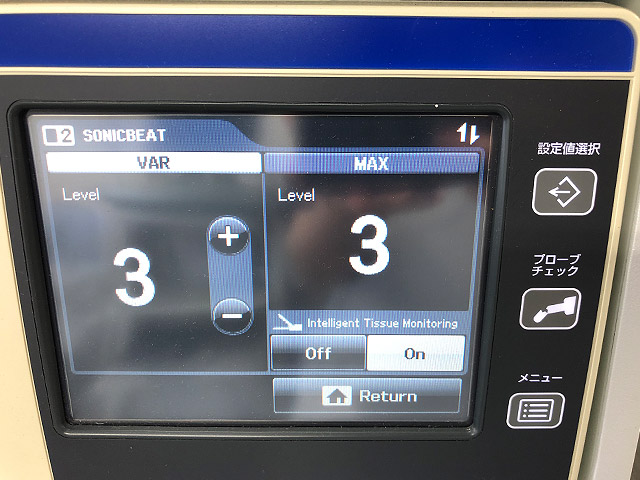 2 SONICBEAT
VAR
MAX
Level
Level
3
3
+
−
Intelligent Tissue Monitoring
Off
On
Return
設定値選択
プローブ
チェック
メニュー